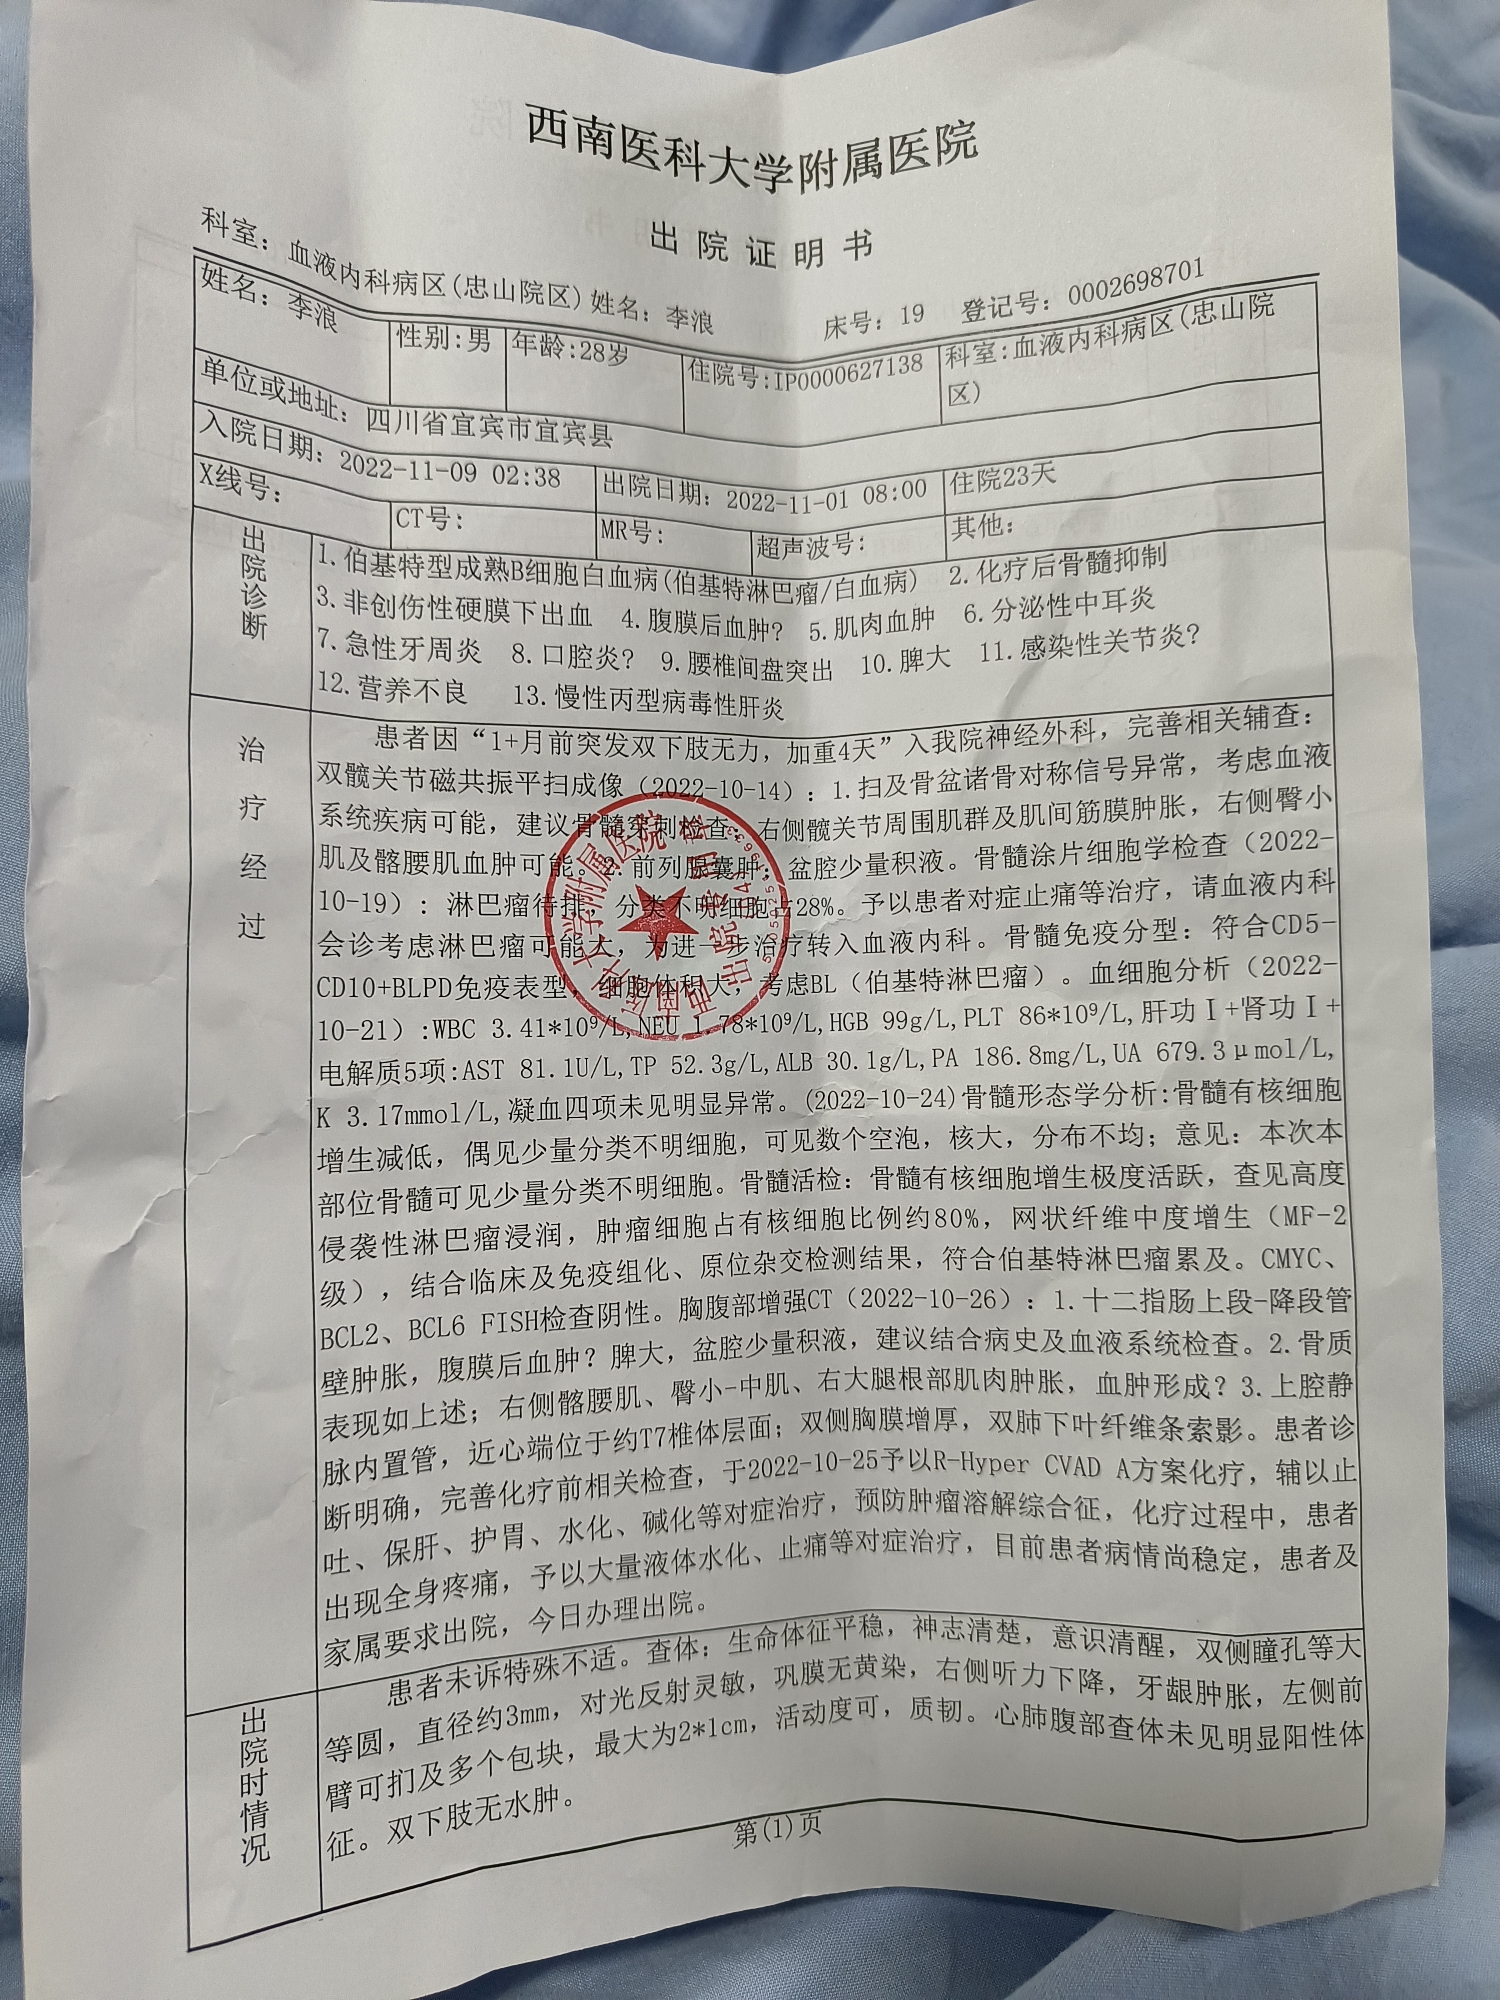 西南医科大学附属医院
出院证明书
科室：血液内科病区(忠山院区) 姓名：李浪 床号：19 登记号：0002698701
姓名：李浪 性别:男 年龄:28岁 住院号:IP0000627138 科室:血液内科病区(忠山院
区)
单位或地址：四川省宜宾市宜宾县
入院日期：2022-11-09 02:38 出院日期：2022-11-01 08:00 住院23天
X线号： CT号： MR号： 超声波号： 其他：
出院诊断
1.伯基特型成熟B细胞白血病(伯基特淋巴瘤/白血病) 2.化疗后骨髓抑制
3.非创伤性硬膜下出血 4.腹膜后血肿? 5.肌肉血肿 6.分泌性中耳炎
7.急性牙周炎 8.口腔炎? 9.腰椎间盘突出 10.脾大 11.感染性关节炎?
12.营养不良 13.慢性丙型病毒性肝炎
治疗经过
患者因“1+月前突发双下肢无力，加重4天”入我院神经外科，完善相关辅查：
双髋关节磁共振平扫成像（2022-10-14）：1.扫及骨盆诸骨对称信号异常，考虑血液
系统疾病可能，建议骨髓穿刺检查；右侧髋关节周围肌群及肌间筋膜肿胀，右侧臀小
肌及髂腰肌血肿可能。2.前列腺囊肿；盆腔少量积液。骨髓涂片细胞学检查（2022-
10-19）：淋巴瘤待排，分类不明细胞占28%。予以患者对症止痛等治疗，请血液内科
会诊考虑淋巴瘤可能大，为进一步治疗转入血液内科。骨髓免疫分型：符合CD5-
CD10+BLPD免疫表型，细胞体积大，考虑BL（伯基特淋巴瘤）。血细胞分析（2022-
10-21）:WBC 3.41*10⁹/L,NEU 1.78*10⁹/L,HGB 99g/L,PLT 86*10⁹/L,肝功Ⅰ+肾功Ⅰ+
电解质5项:AST 81.1U/L,TP 52.3g/L,ALB 30.1g/L,PA 186.8mg/L,UA 679.3μmol/L,
K 3.17mmol/L,凝血四项未见明显异常。(2022-10-24)骨髓形态学分析:骨髓有核细胞
增生减低，偶见少量分类不明细胞，可见数个空泡，核大，分布不均；意见：本次本
部位骨髓可见少量分类不明细胞。骨髓活检：骨髓有核细胞增生极度活跃，查见高度
侵袭性淋巴瘤浸润，肿瘤细胞占有核细胞比例约80%，网状纤维中度增生（MF-2
级），结合临床及免疫组化、原位杂交检测结果，符合伯基特淋巴瘤累及。CMYC、
BCL2、BCL6 FISH检查阴性。胸腹部增强CT（2022-10-26）：1.十二指肠上段-降段管
壁肿胀，腹膜后血肿？脾大，盆腔少量积液，建议结合病史及血液系统检查。2.骨质
表现如上述；右侧髂腰肌、臀小-中肌、右大腿根部肌肉肿胀，血肿形成？3.上腔静
脉内置管，近心端位于约T7椎体层面；双侧胸膜增厚，双肺下叶纤维条索影。患者诊
断明确，完善化疗前相关检查，于2022-10-25予以R-Hyper CVAD A方案化疗，辅以止
吐、保肝、护胃、水化、碱化等对症治疗，预防肿瘤溶解综合征，化疗过程中，患者
出现全身疼痛，予以大量液体水化、止痛等对症治疗，目前患者病情尚稳定，患者及
家属要求出院，今日办理出院。
出院时情况
患者未诉特殊不适。查体：生命体征平稳，神志清楚，意识清醒，双侧瞳孔等大
等圆，直径约3mm，对光反射灵敏，巩膜无黄染，右侧听力下降，牙龈肿胀，左侧前
臂可扪及多个包块，最大为2*1cm，活动度可，质韧。心肺腹部查体未见明显阳性体
征。双下肢无水肿。
第(1)页